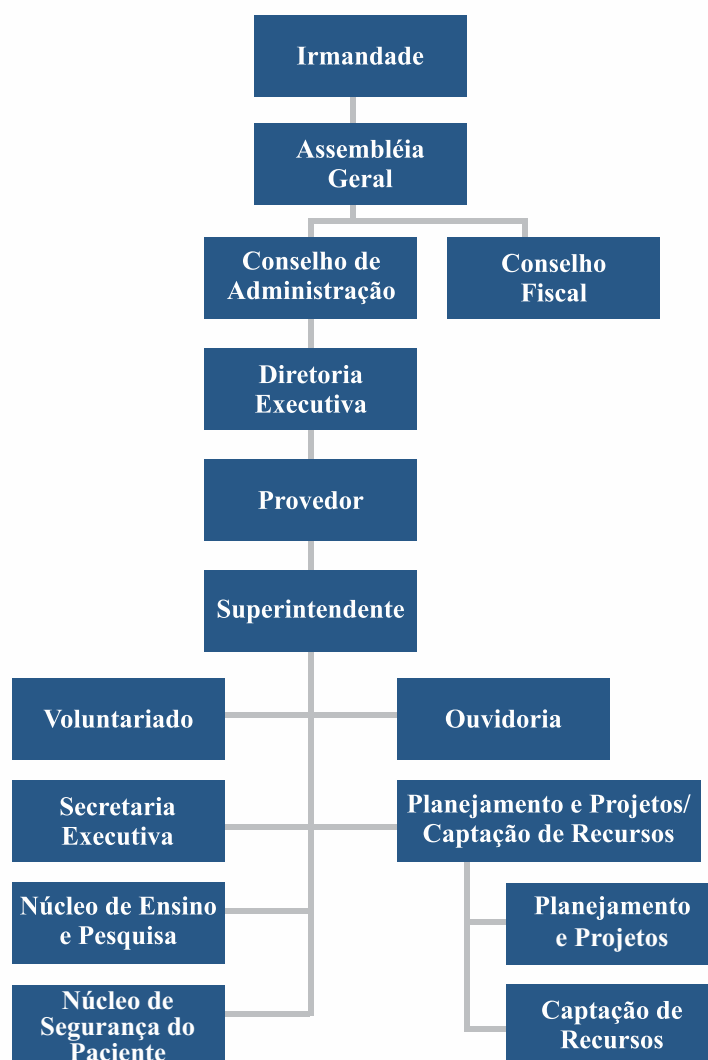 Irmandade
Assembléia
Geral
Conselho de
Administração
Conselho
Fiscal
Diretoria
Executiva
Provedor
Superintendente
Voluntariado
Ouvidoria
Secretaria
Executiva
Planejamento e Projetos/
Captação de Recursos
Núcleo de Ensino
e Pesquisa
Planejamento
e Projetos
Núcleo de
Segurança do
Paciente
Captação de
Recursos